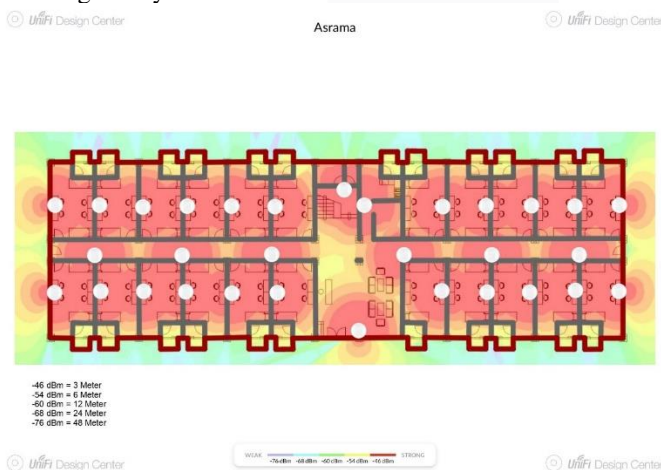 UniFi Design Center
UniFi Design Center
Asrama
-46 dBm = 3 Meter
-54 dBm = 6 Meter
-60 dBm = 12 Meter
-68 dBm = 24 Meter
-76 dBm = 48 Meter
WEAK -76 dBm -68 dBm -60 dBm -54 dBm -46 dBm STRONG
UniFi Design Center
UniFi Design Center